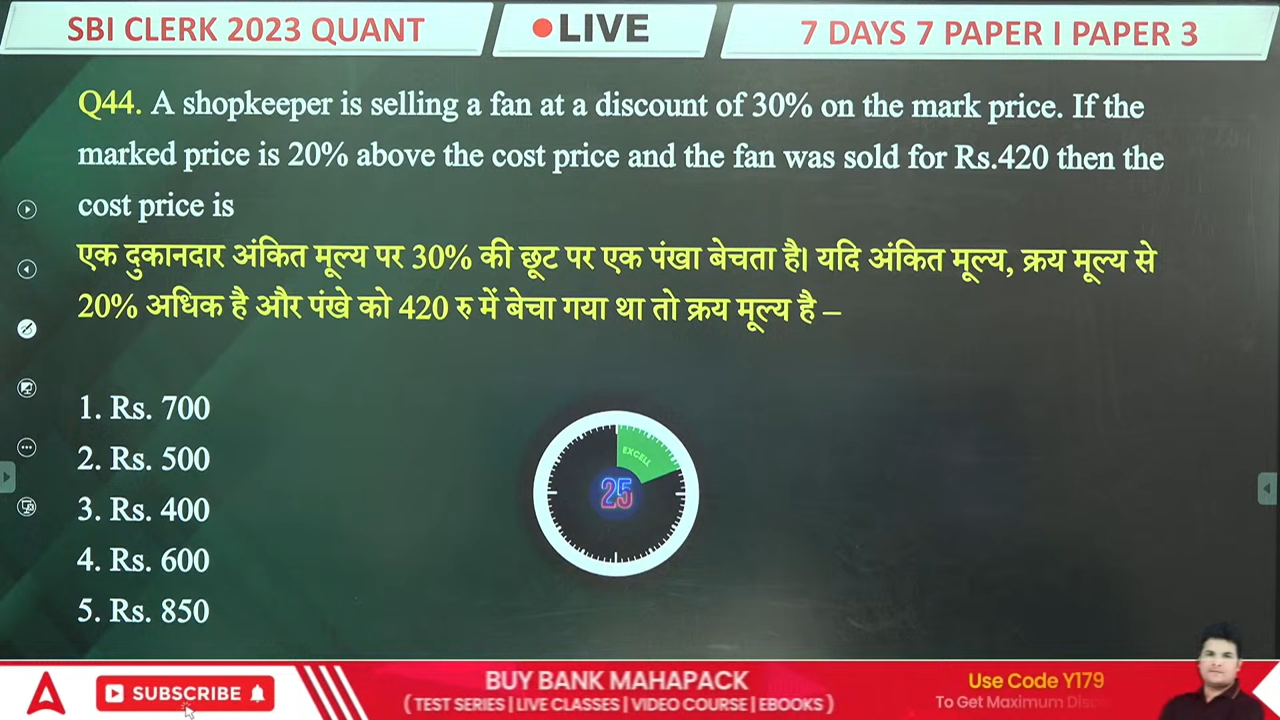 SBI CLERK 2023 QUANT
LIVE
7 DAYS 7 PAPER I PAPER 3
Q44. A shopkeeper is selling a fan at a discount of 30% on the mark price. If the
marked price is 20% above the cost price and the fan was sold for Rs.420 then the
cost price is
एक दुकानदार अंकित मूल्य पर 30% की छूट पर एक पंखा बेचता है। यदि अंकित मूल्य, क्रय मूल्य से
20% अधिक है और पंखे को 420 रु में बेचा गया था तो क्रय मूल्य है –
1. Rs. 700
2. Rs. 500
3. Rs. 400
4. Rs. 600
5. Rs. 850
EXCELL
25
SUBSCRIBE
BUY BANK MAHAPACK
( TEST SERIES | LIVE CLASSES | VIDEO COURSE | EBOOKS )
Use Code Y179
To Get Maximum